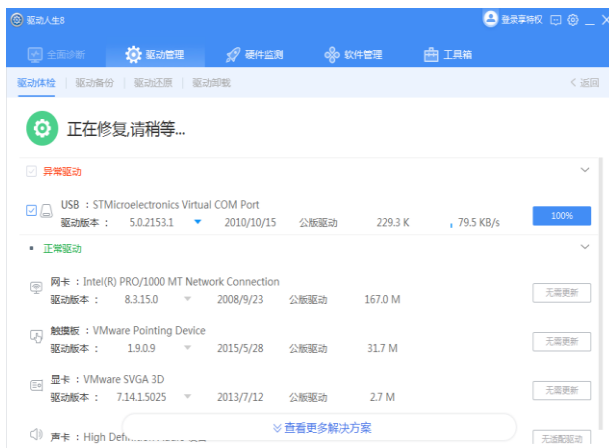 驱动人生8
登录享特权
全面诊断 驱动管理 硬件监测 软件管理 工具箱
驱动体检 驱动备份 驱动还原 驱动卸载 返回
正在修复,请稍等...
异常驱动
USB : STMicroelectronics Virtual COM Port
驱动版本 : 5.0.2153.1 2010/10/15 公版驱动 229.3 K 79.5 KB/s 100%
正常驱动
网卡 : Intel(R) PRO/1000 MT Network Connection
驱动版本 : 8.3.15.0 2008/9/23 公版驱动 167.0 M 无需更新
触摸板 : VMware Pointing Device
驱动版本 : 1.9.0.9 2015/5/28 公版驱动 31.7 M 无需更新
显卡 : VMware SVGA 3D
驱动版本 : 7.14.1.5025 2013/7/12 公版驱动 2.7 M 无需更新
查看更多解决方案
声卡 : High Definition Audio 无适配驱动